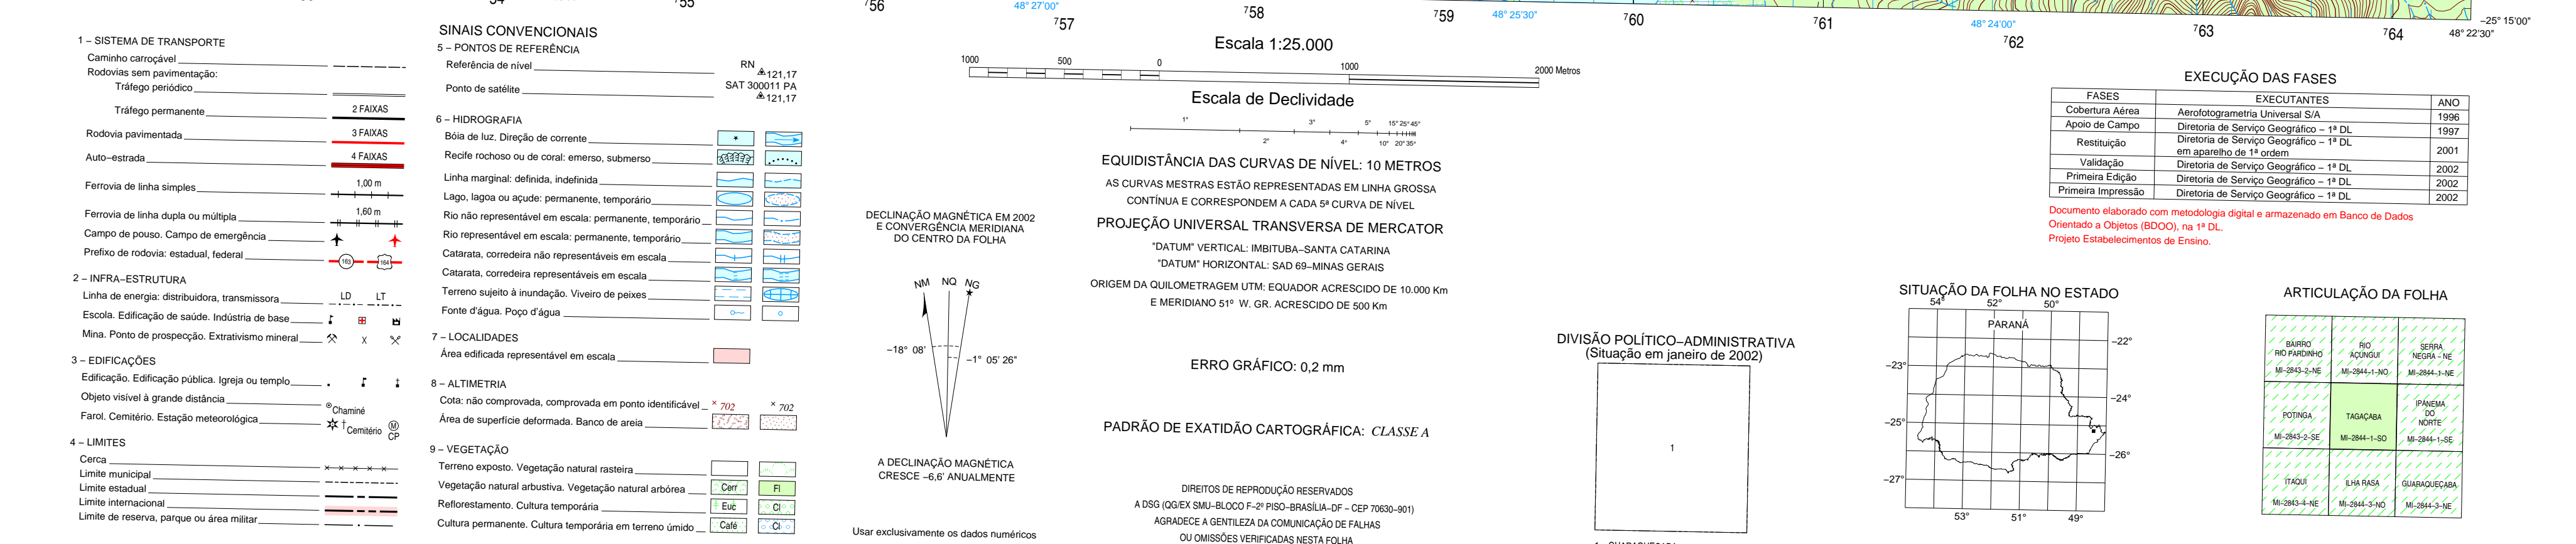 54
755
756
48° 27'00"
757
758
759
48° 25'30"
760
761
48° 24'00"
762
763
764
48° 22'30"
−25° 15'00"
SINAIS CONVENCIONAIS
1 − SISTEMA DE TRANSPORTE
Caminho carroçável
Rodovias sem pavimentação:
Tráfego periódico
Tráfego permanente
2 FAIXAS
Rodovia pavimentada
3 FAIXAS
Auto−estrada
4 FAIXAS
Ferrovia de linha simples
1,00 m
Ferrovia de linha dupla ou múltipla
1,60 m
Campo de pouso. Campo de emergência
Prefixo de rodovia: estadual, federal
163
164
2 − INFRA−ESTRUTURA
Linha de energia: distribuidora, transmissora
LD
LT
Escola. Edificação de saúde. Indústria de base
Mina. Ponto de prospecção. Extrativismo mineral
X
3 − EDIFICAÇÕES
Edificação. Edificação pública. Igreja ou templo
Objeto visível à grande distância
Chaminé
Farol. Cemitério. Estação meteorológica
Cemitério
M
CP
4 − LIMITES
Cerca
Limite municipal
Limite estadual
Limite internacional
Limite de reserva, parque ou área militar
5 − PONTOS DE REFERÊNCIA
Referência de nível
RN
121,17
Ponto de satélite
SAT 300011 PA
121,17
6 − HIDROGRAFIA
Bóia de luz. Direção de corrente
Recife rochoso ou de coral: emerso, submerso
Linha marginal: definida, indefinida
Lago, lagoa ou açude: permanente, temporário
Rio não representável em escala: permanente, temporário
Rio representável em escala: permanente, temporário
Catarata, corredeira não representáveis em escala
Catarata, corredeira representáveis em escala
Terreno sujeito à inundação. Viveiro de peixes
Fonte d'água. Poço d'água
7 − LOCALIDADES
Área edificada representável em escala
8 − ALTIMETRIA
Cota: não comprovada, comprovada em ponto identificável
× 702
× 702
Área de superfície deformada. Banco de areia
9 − VEGETAÇÃO
Terreno exposto. Vegetação natural rasteira
Vegetação natural arbustiva. Vegetação natural arbórea
Cerr
Fl
Reflorestamento. Cultura temporária
Euc
Cl
Cultura permanente. Cultura temporária em terreno úmido
Café
Cl
DECLINAÇÃO MAGNÉTICA EM 2002
E CONVERGÊNCIA MERIDIANA
DO CENTRO DA FOLHA
NM
NQ
NG
−18° 08'
−1° 05' 26"
A DECLINAÇÃO MAGNÉTICA
CRESCE −6,6' ANUALMENTE
Usar exclusivamente os dados numéricos
Escala 1:25.000
1000
500
0
1000
2000 Metros
Escala de Declividade
1°
3°
5°
15° 25° 45°
2°
4°
10°
20° 35°
EQUIDISTÂNCIA DAS CURVAS DE NÍVEL: 10 METROS
AS CURVAS MESTRAS ESTÃO REPRESENTADAS EM LINHA GROSSA
CONTÍNUA E CORRESPONDEM A CADA 5ª CURVA DE NÍVEL
PROJEÇÃO UNIVERSAL TRANSVERSA DE MERCATOR
"DATUM" VERTICAL: IMBITUBA−SANTA CATARINA
"DATUM" HORIZONTAL: SAD 69−MINAS GERAIS
ORIGEM DA QUILOMETRAGEM UTM: EQUADOR ACRESCIDO DE 10.000 Km
E MERIDIANO 51º W. GR. ACRESCIDO DE 500 Km
ERRO GRÁFICO: 0,2 mm
PADRÃO DE EXATIDÃO CARTOGRÁFICA: CLASSE A
DIREITOS DE REPRODUÇÃO RESERVADOS
A DSG (QG/EX SMU−BLOCO F−2º PISO−BRASÍLIA−DF − CEP 70630−901)
AGRADECE A GENTILEZA DA COMUNICAÇÃO DE FALHAS
OU OMISSÕES VERIFICADAS NESTA FOLHA
DIVISÃO POLÍTICO−ADMINISTRATIVA
(Situação em janeiro de 2002)
1
EXECUÇÃO DAS FASES
FASES EXECUTANTES ANO
Cobertura Aérea Aerofotogrametria Universal S/A 1996
Apoio de Campo Diretoria de Serviço Geográfico − 1ª DL 1997
Restituição Diretoria de Serviço Geográfico − 1ª DL
em aparelho de 1ª ordem 2001
Validação Diretoria de Serviço Geográfico − 1ª DL 2002
Primeira Edição Diretoria de Serviço Geográfico − 1ª DL 2002
Primeira Impressão Diretoria de Serviço Geográfico − 1ª DL 2002
Documento elaborado com metodologia digital e armazenado em Banco de Dados
Orientado a Objetos (BDOO), na 1ª DL.
Projeto Estabelecimentos de Ensino.
SITUAÇÃO DA FOLHA NO ESTADO
54°
52°
50°
PARANÁ
−22°
−23°
−24°
−25°
−26°
−27°
53°
51°
49°
ARTICULAÇÃO DA FOLHA
BAIRRO
RIO PARDINHO
MI−2843−2−NE
RIO
AÇUNGUI
MI−2844−1−NO
SERRA
NEGRA − NE
MI−2844−1−NE
POTINGA
MI−2843−2−SE
TAGAÇABA
MI−2844−1−SO
IPANEMA
DO
NORTE
MI−2844−1−SE
ITAQUI
MI−2843−4−NE
ILHA RASA
MI−2844−3−NO
GUARAQUEÇABA
MI−2844−3−NE